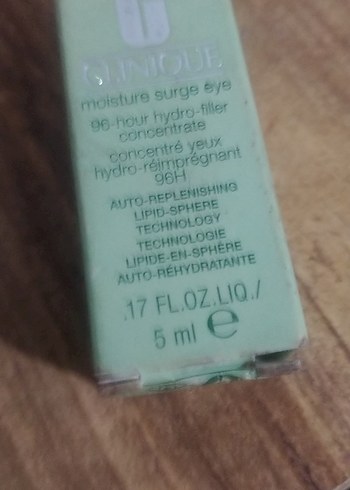 CLINIQUE
moisture surge eye
96-hour hydro-filler
concentrate
concentré yeux
hydro-réimprégnant
96H
AUTO-REPLENISHING
LIPID-SPHERE
TECHNOLOGY
TECHNOLOGIE
LIPIDE-EN-SPHÈRE
AUTO-RÉHYDRATANTE
.17 FL.OZ.LIQ./
5 ml ℮